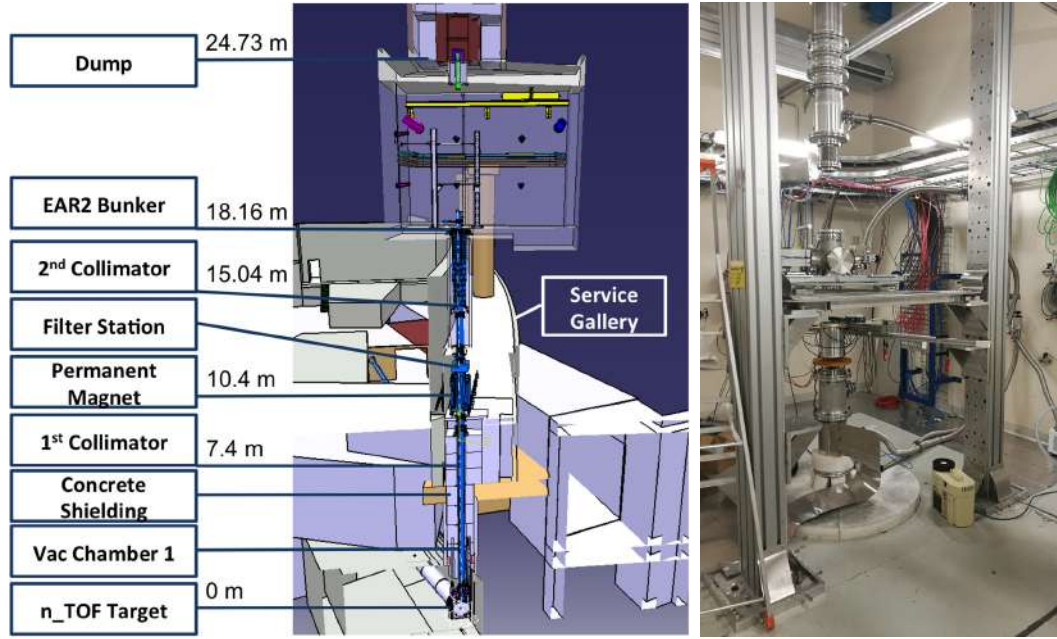 Dump
24.73 m
EAR2 Bunker
18.16 m
2nd Collimator
15.04 m
Filter Station
Service
Gallery
Permanent
Magnet
10.4 m
1st Collimator
7.4 m
Concrete
Shielding
Vac Chamber 1
0 m
n_TOF Target